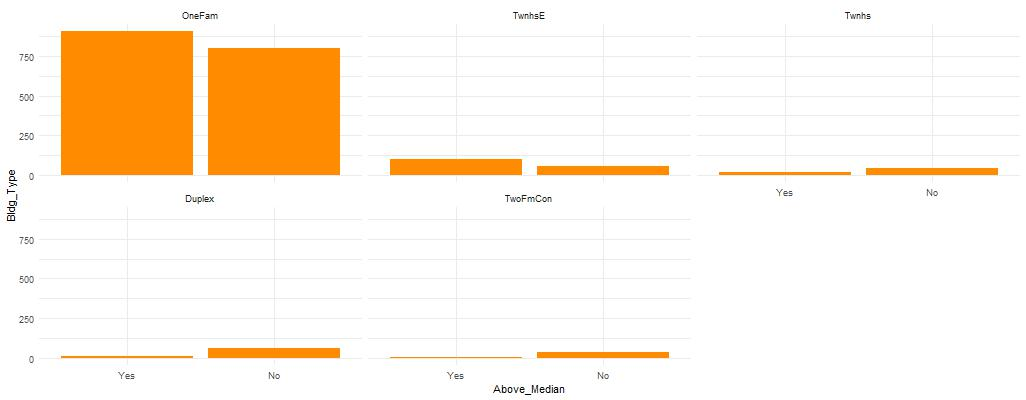 OneFam
TwnhsE
Twnhs
750
500
250
0
Yes
No
Bldg_Type
Duplex
TwoFmCon
750
500
250
0
Yes
No
Yes
No
Above_Median